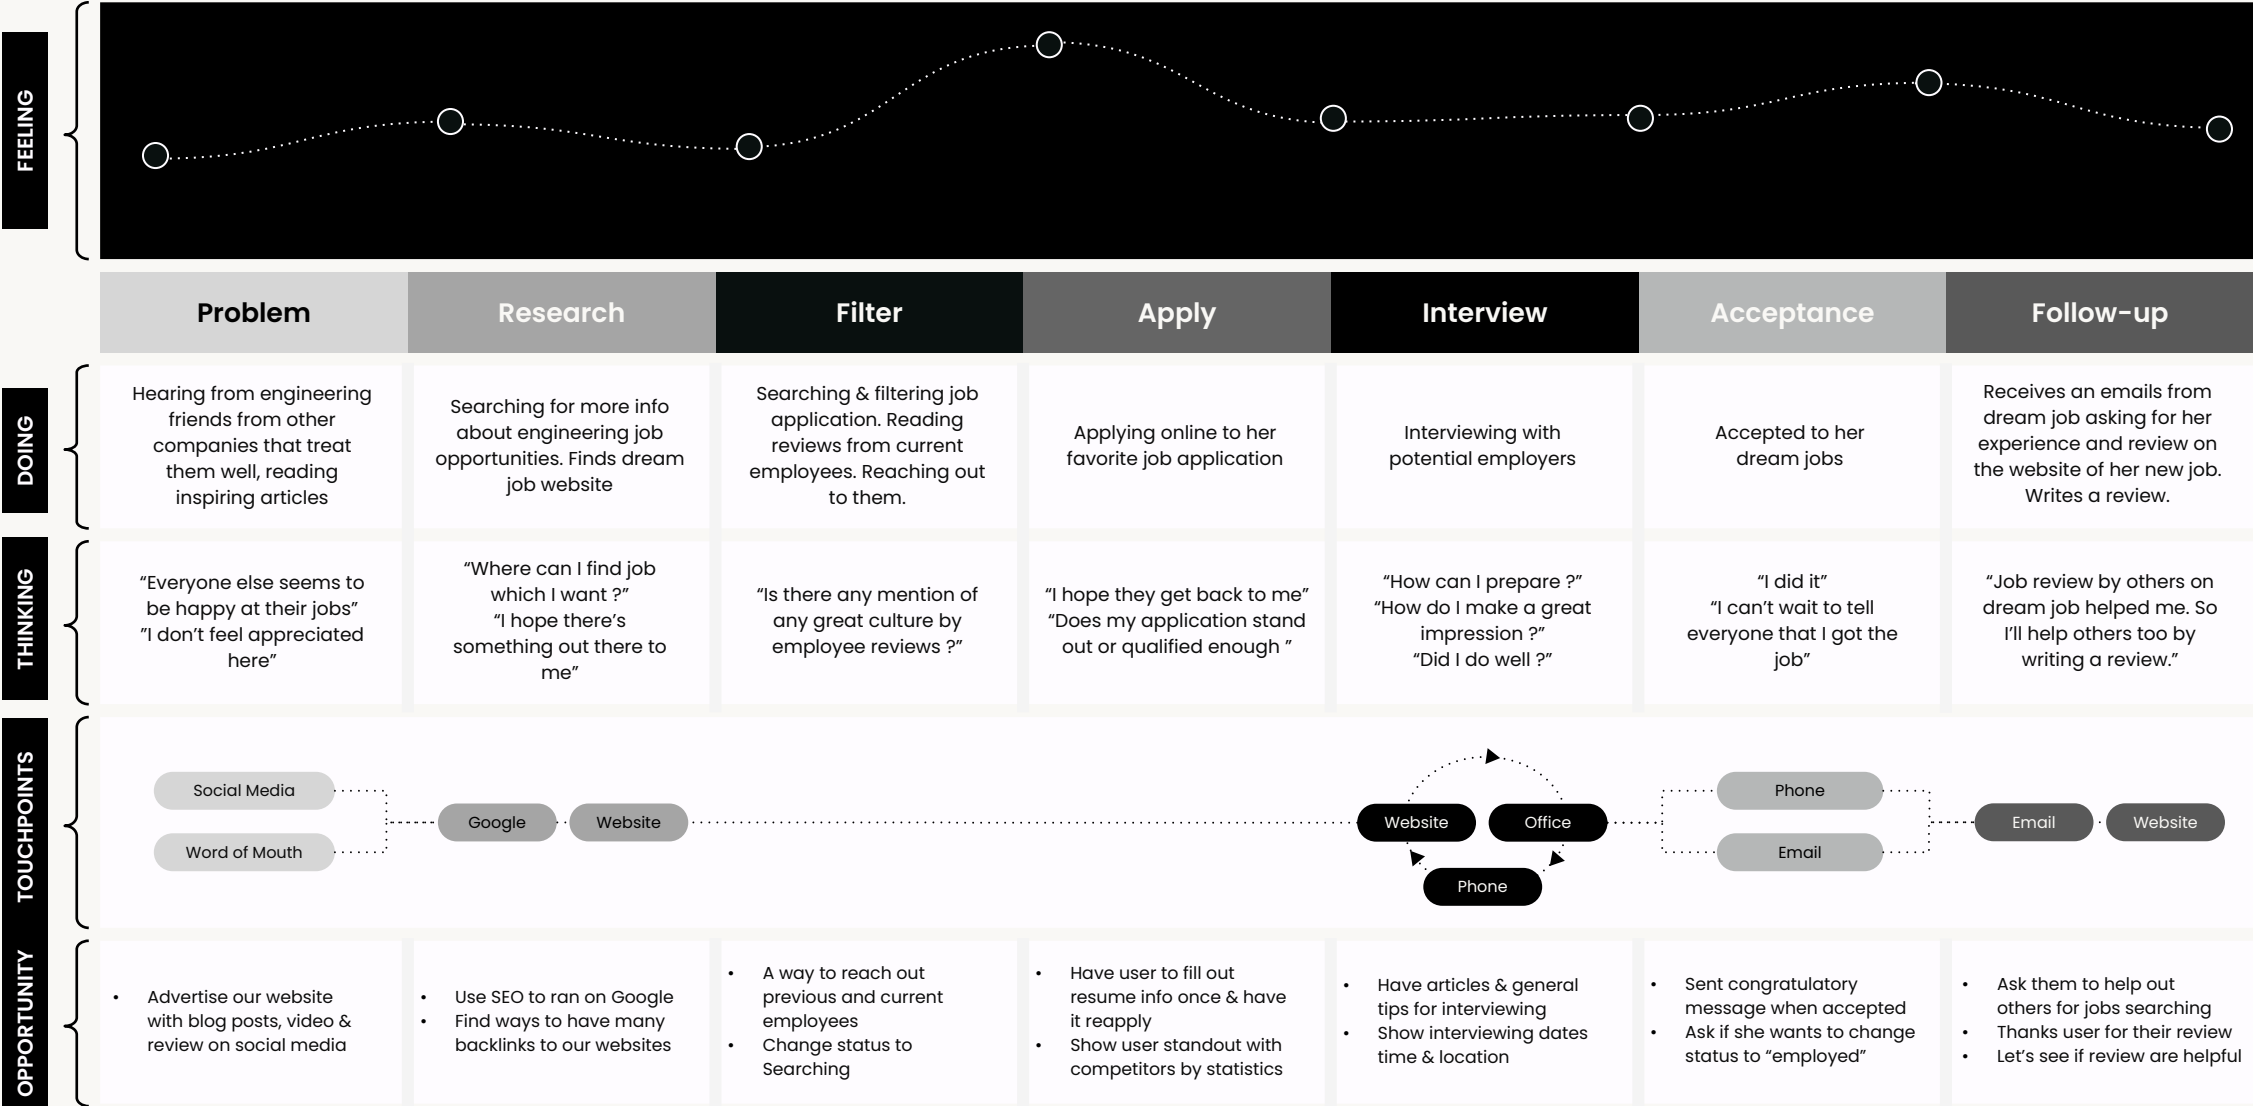 FEELING
Problem
Research
Filter
Apply
Interview
Acceptance
Follow-up
DOING
Hearing from engineering
friends from other
companies that treat
them well, reading
inspiring articles
Searching for more info
about engineering job
opportunities. Finds dream
job website
Searching & filtering job
application. Reading
reviews from current
employees. Reaching out
to them.
Applying online to her
favorite job application
Interviewing with
potential employers
Accepted to her
dream jobs
Receives an emails from
dream job asking for her
experience and review on
the website of her new job.
Writes a review.
THINKING
“Everyone else seems to
be happy at their jobs”
”I don’t feel appreciated
here”
“Where can I find job
which I want ?”
“I hope there’s
something out there to
me”
“Is there any mention of
any great culture by
employee reviews ?”
“I hope they get back to me”
“Does my application stand
out or qualified enough ”
“How can I prepare ?”
“How do I make a great
impression ?”
“Did I do well ?”
“I did it”
“I can’t wait to tell
everyone that I got the
job”
“Job review by others on
dream job helped me. So
I’ll help others too by
writing a review.”
TOUCHPOINTS
Social Media
Word of Mouth
Google
Website
Website
Office
Phone
Phone
Email
Email
Website
OPPORTUNITY
• Advertise our website
with blog posts, video &
review on social media
• Use SEO to ran on Google
• Find ways to have many
backlinks to our websites
• A way to reach out
previous and current
employees
• Change status to
Searching
• Have user to fill out
resume info once & have
it reapply
• Show user standout with
competitors by statistics
• Have articles & general
tips for interviewing
• Show interviewing dates
time & location
• Sent congratulatory
message when accepted
• Ask if she wants to change
status to “employed”
• Ask them to help out
others for jobs searching
• Thanks user for their review
• Let’s see if review are helpful